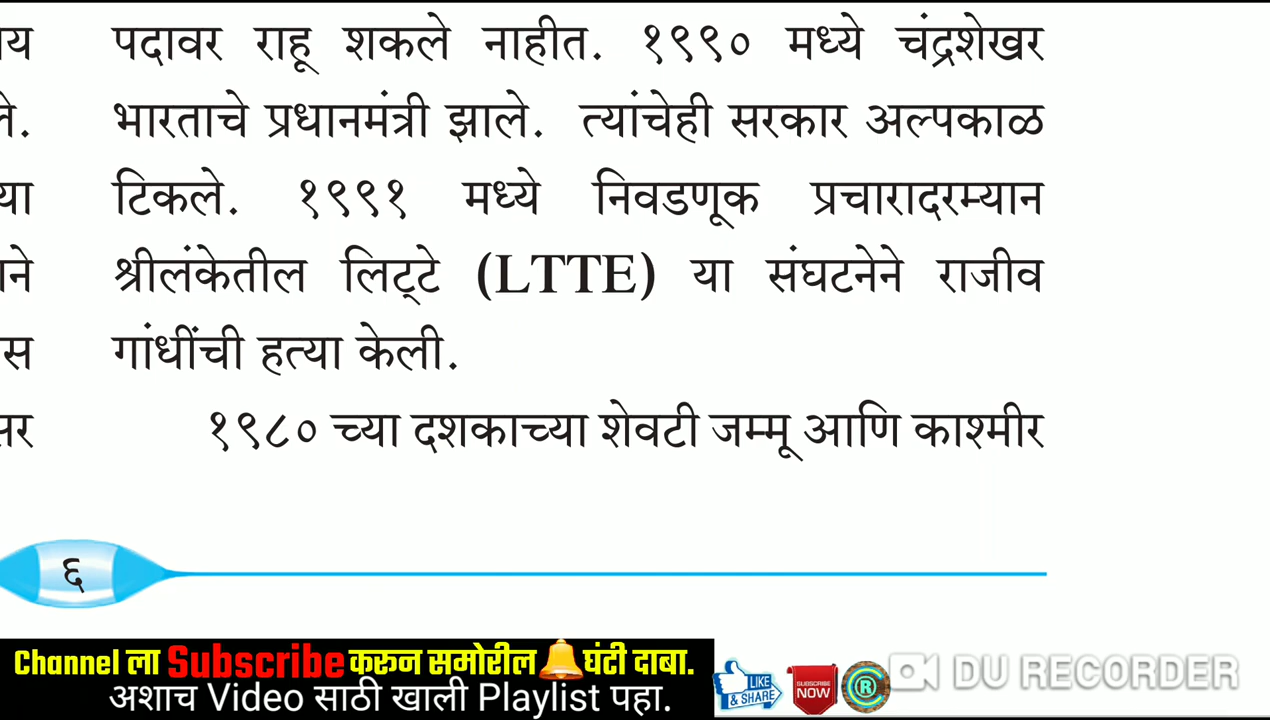 य पदावर राहू शकले नाहीत. १९९० मध्ये चंद्रशेखर
ले. भारताचे प्रधानमंत्री झाले. त्यांचेही सरकार अल्पकाळ
या टिकले. १९९१ मध्ये निवडणूक प्रचारादरम्यान
ाने श्रीलंकेतील लिट्टे (LTTE) या संघटनेने राजीव
स गांधींची हत्या केली.
सर १९८० च्या दशकाच्या शेवटी जम्मू आणि काश्मीर
६
Channel ला Subscribe करून समोरील 🔔घंटी दाबा.
अशाच Video साठी खाली Playlist पहा.
LIKE & SHARE
SUBSCRIBE NOW
R
DU RECORDER